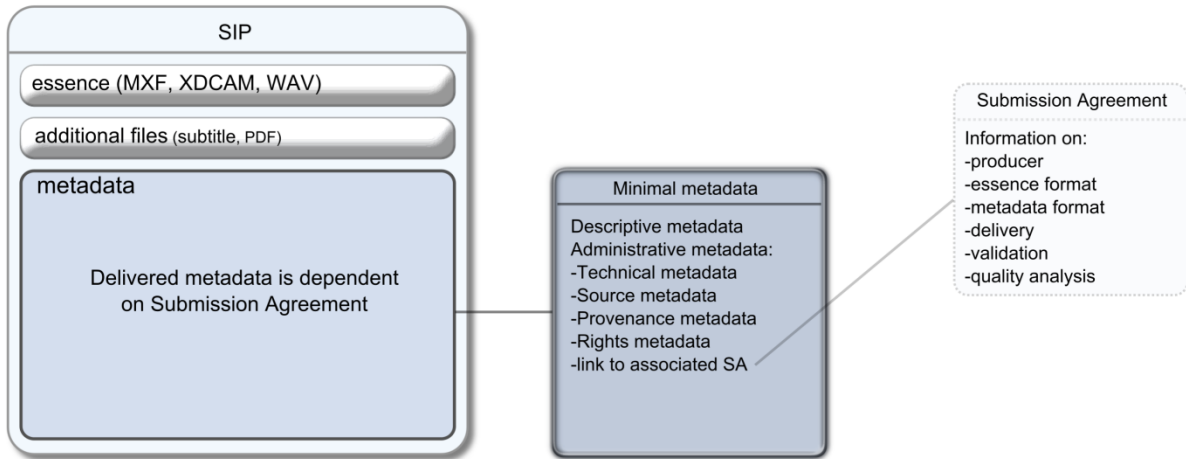 SIP
essence (MXF, XDCAM, WAV)
additional files (subtitle, PDF)
metadata
Delivered metadata is dependent
on Submission Agreement
Minimal metadata
Descriptive metadata
Administrative metadata:
-Technical metadata
-Source metadata
-Provenance metadata
-Rights metadata
-link to associated SA
Submission Agreement
Information on:
-producer
-essence format
-metadata format
-delivery
-validation
-quality analysis